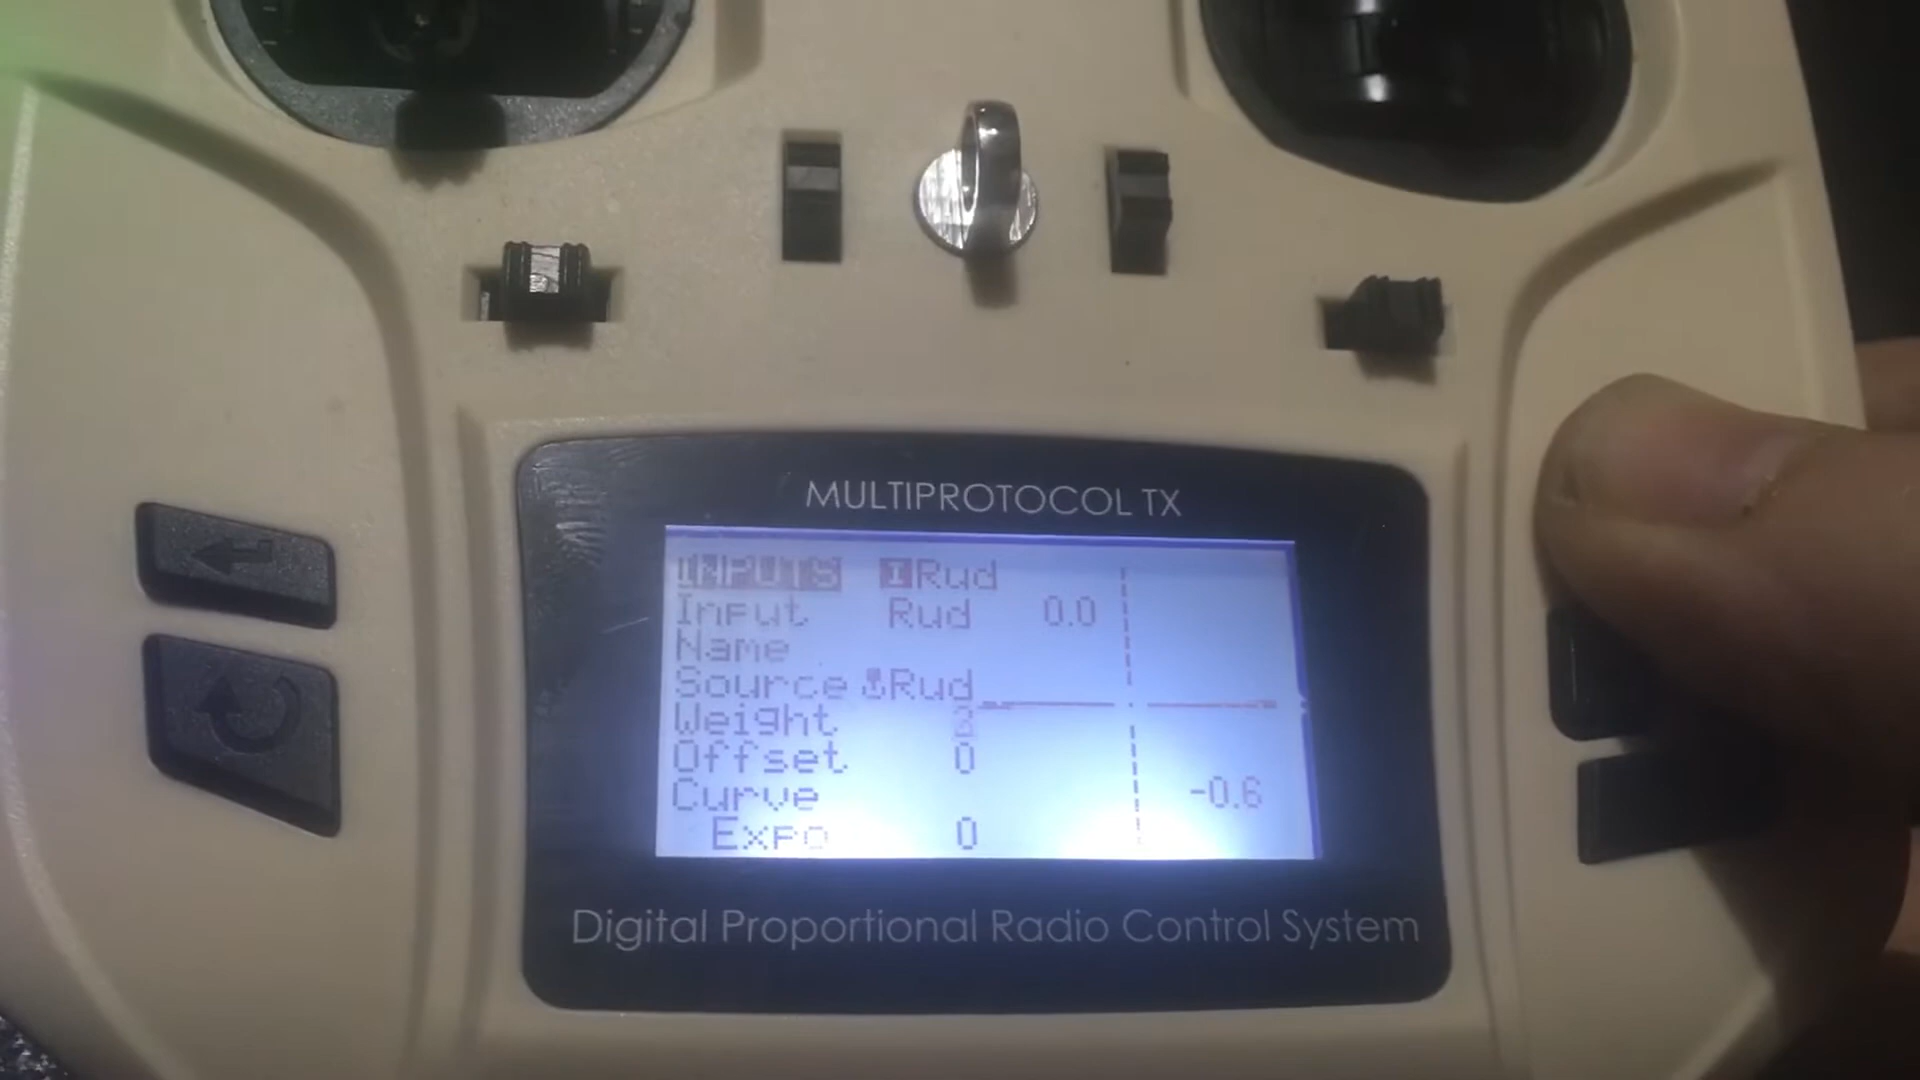 MULTIPROTOCOL TX
INPUTS IRud
Input Rud 0.0
Name
Source Rud
Weight
Offset 0
Curve -0.6
Expo 0
Digital Proportional Radio Control System